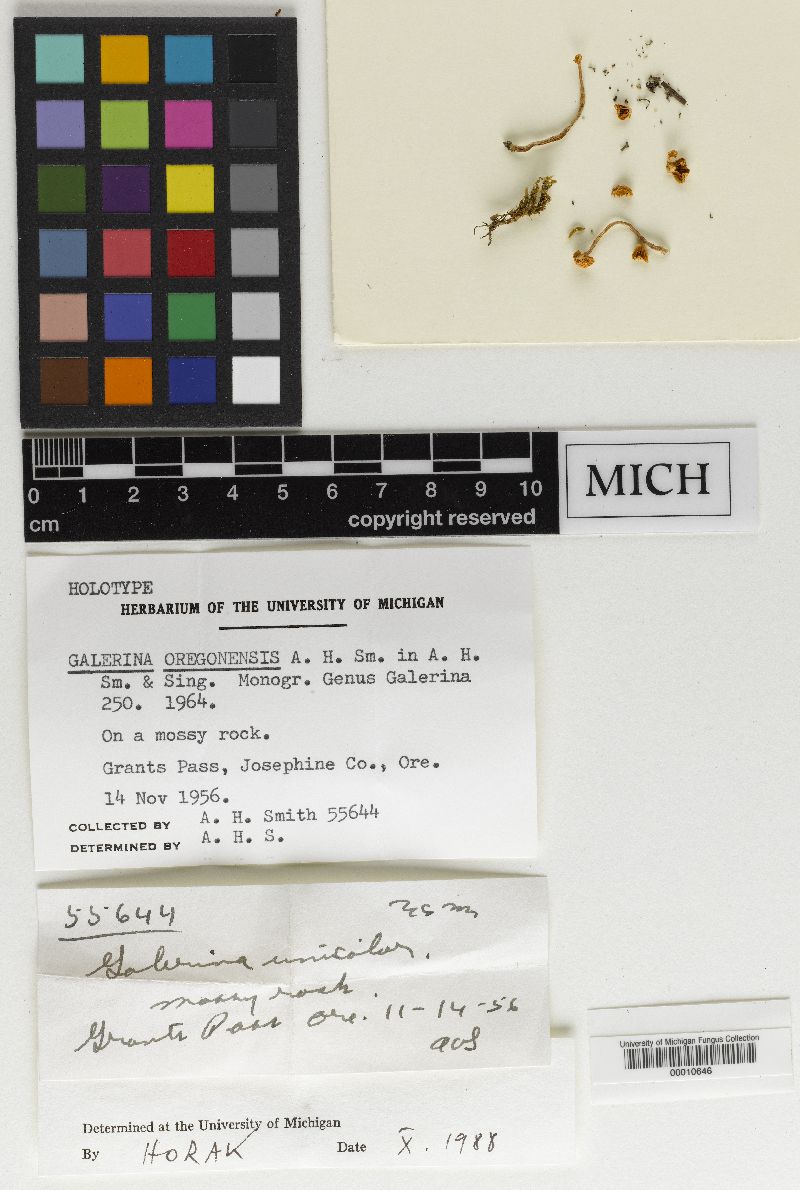 0 1 2 3 4 5 6 7 8 9 10
cm
copyright reserved
MICH
HOLOTYPE
HERBARIUM OF THE UNIVERSITY OF MICHIGAN
GALERINA OREGONENSIS A. H. Sm. in A. H.
Sm. & Sing. Monogr. Genus Galerina
250. 1964.
On a mossy rock.
Grants Pass, Josephine Co., Ore.
14 Nov 1956.
COLLECTED BY A. H. Smith 55644
DETERMINED BY A. H. S.
55644
Galerina unicolor.
mossy rock.
Grants Pass Ore. 11-14-56
University of Michigan Fungus Collection
00010646
Determined at the University of Michigan
By HORAK Date X. 1988